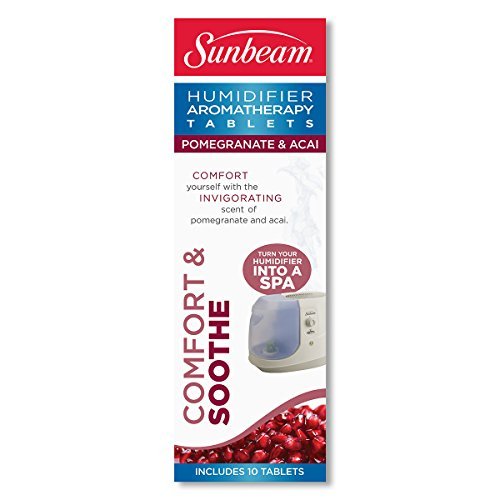 Sunbeam®
HUMIDIFIER
AROMATHERAPY
TABLETS
POMEGRANATE & ACAI
COMFORT
yourself with the
INVIGORATING
scent of
pomegranate and acai.
TURN YOUR
HUMIDIFIER
INTO A
SPA
COMFORT &
SOOTHE
INCLUDES 10 TABLETS